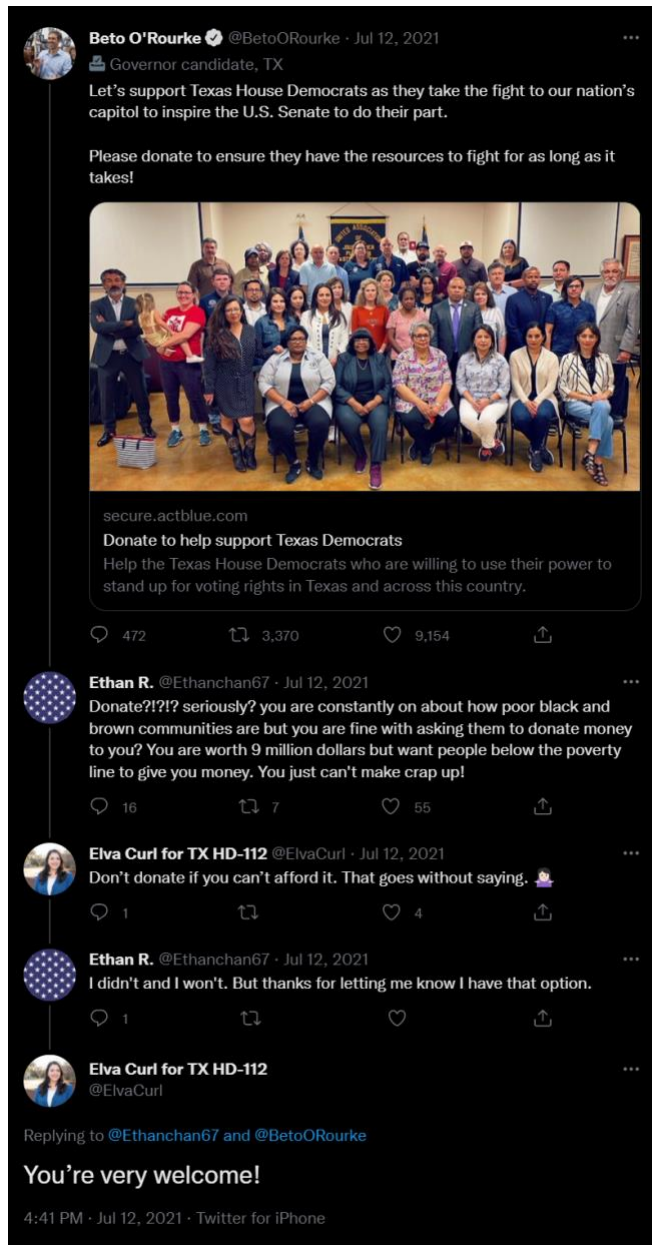 Beto O'Rourke @BetoORourke · Jul 12, 2021
Governor candidate, TX
Let's support Texas House Democrats as they take the fight to our nation's
capitol to inspire the U.S. Senate to do their part.
Please donate to ensure they have the resources to fight for as long as it
takes!
UNITED ASSOCIATION
secure.actblue.com
Donate to help support Texas Democrats
Help the Texas House Democrats who are willing to use their power to
stand up for voting rights in Texas and across this country.
472 3,370 9,154
Ethan R. @Ethanchan67 · Jul 12, 2021
Donate?!?!? seriously? you are constantly on about how poor black and
brown communities are but you are fine with asking them to donate money
to you? You are worth 9 million dollars but want people below the poverty
line to give you money. You just can't make crap up!
16 7 55
Elva Curl for TX HD-112 @ElvaCurl · Jul 12, 2021
Don't donate if you can't afford it. That goes without saying. 🤷🏻‍♀️
1 4
Ethan R. @Ethanchan67 · Jul 12, 2021
I didn't and I won't. But thanks for letting me know I have that option.
1
Elva Curl for TX HD-112
@ElvaCurl
Replying to @Ethanchan67 and @BetoORourke
You're very welcome!
4:41 PM · Jul 12, 2021 · Twitter for iPhone